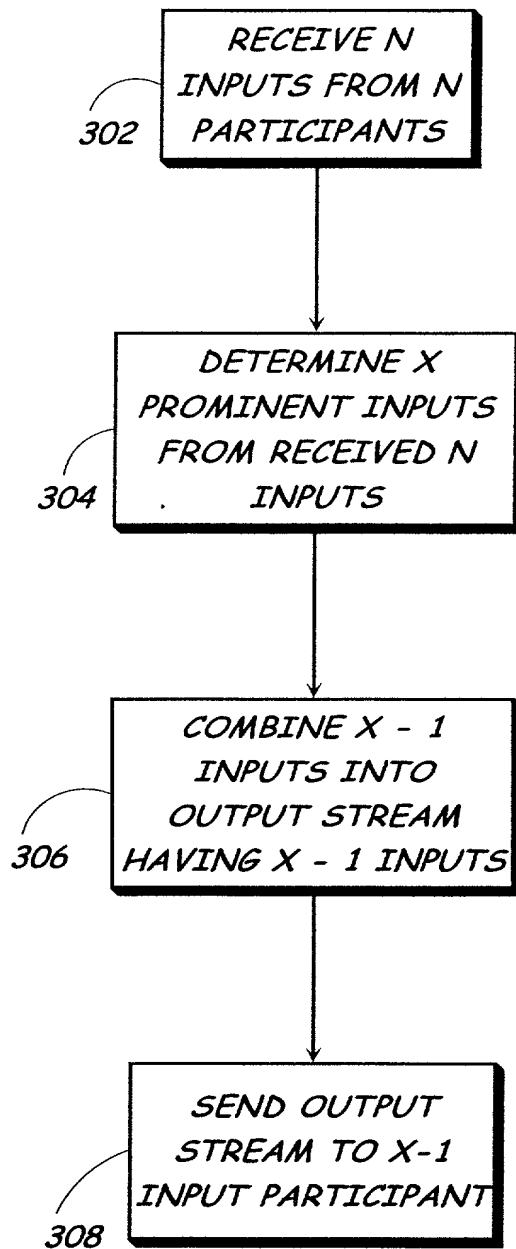 RECEIVE N
INPUTS FROM N
PARTICIPANTS
302
DETERMINE X
PROMINENT INPUTS
FROM RECEIVED N
INPUTS
304
COMBINE X - 1
INPUTS INTO
OUTPUT STREAM
HAVING X - 1 INPUTS
306
SEND OUTPUT
STREAM TO X-1
INPUT PARTICIPANT
308